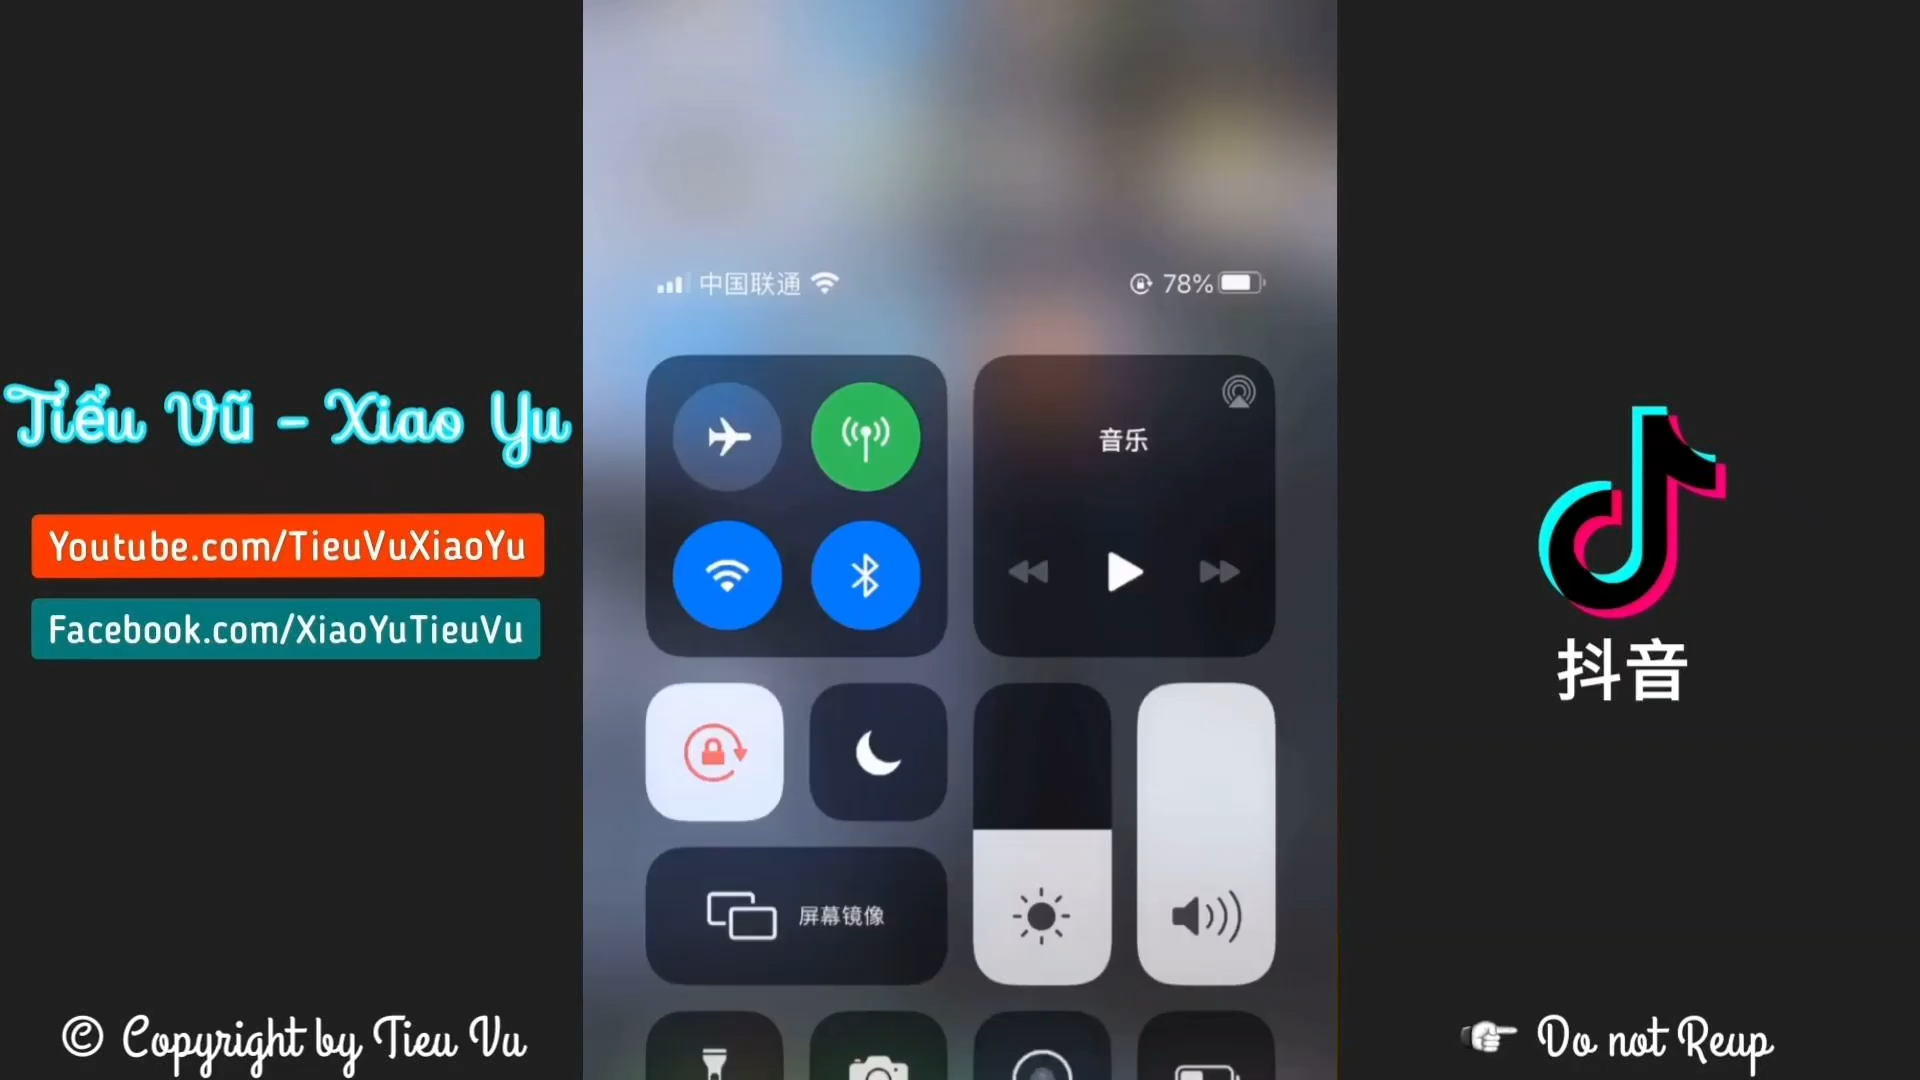 中国联通
78%
音乐
屏幕镜像
Tiểu Vũ - Xiao Yu
Youtube.com/TieuVuXiaoYu
Facebook.com/XiaoYuTieuVu
© Copyright by Tieu Vu
抖音
Do not Reup